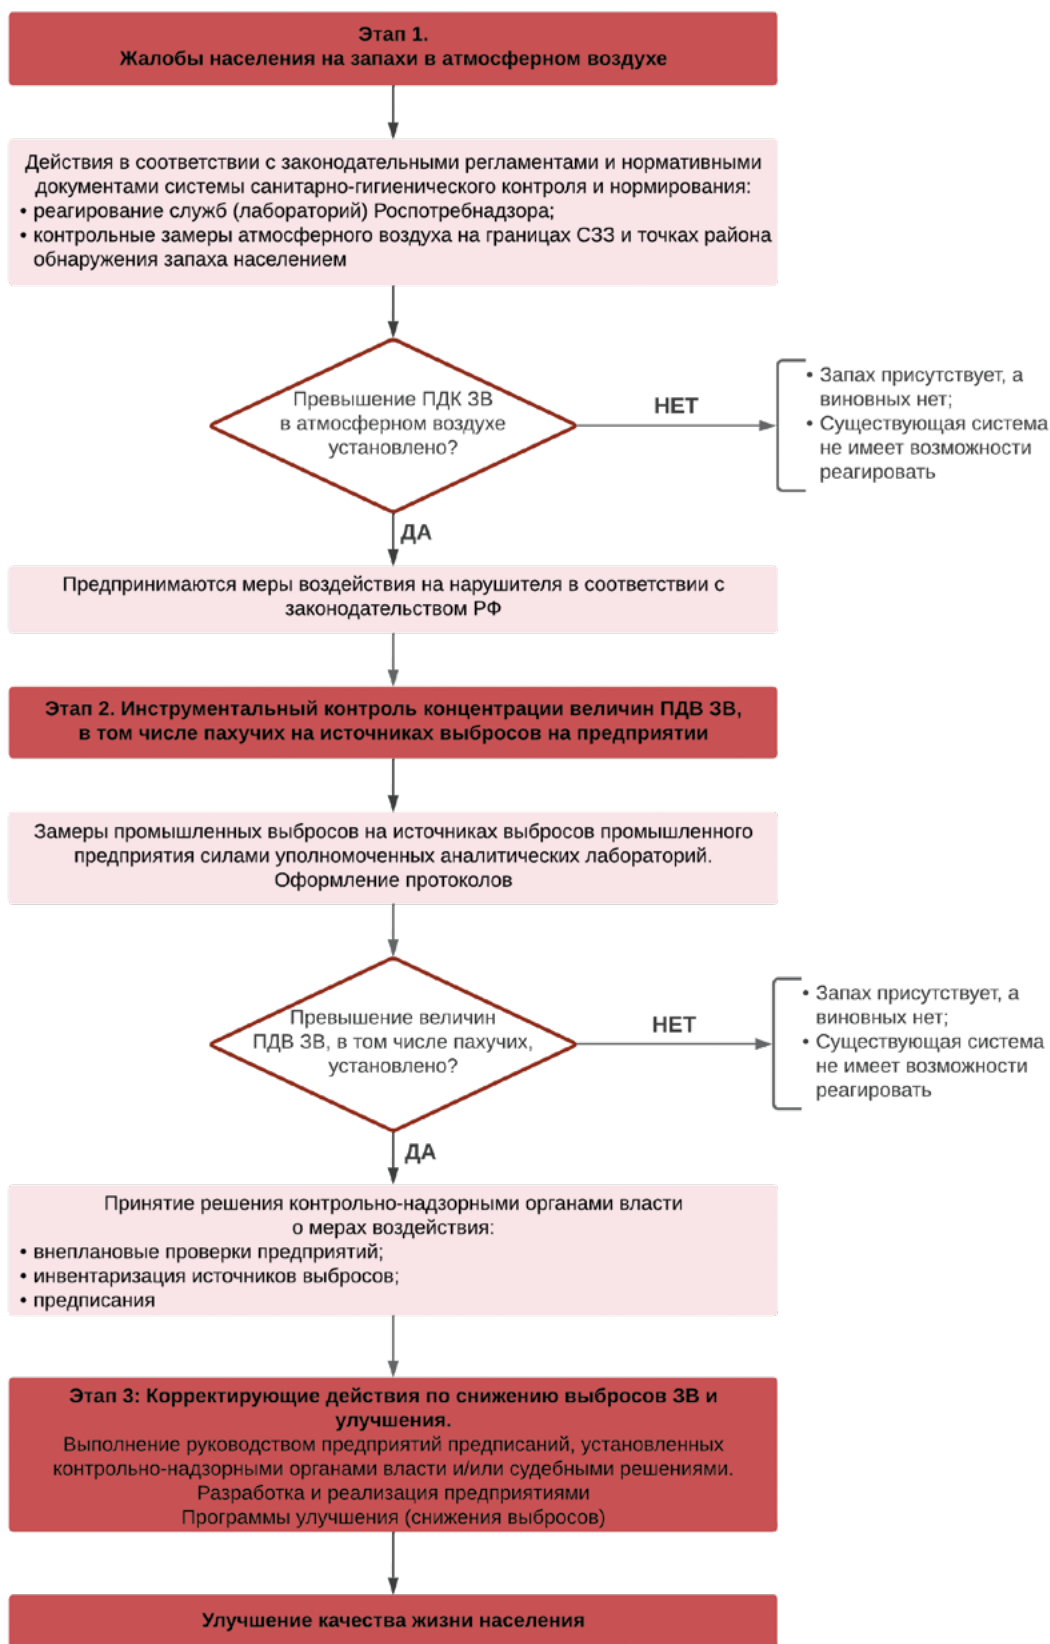 Этап 1.
Жалобы населения на запахи в атмосферном воздухе
Действия в соответствии с законодательными регламентами и нормативными
документами системы санитарно-гигиенического контроля и нормирования:
• реагирование служб (лабораторий) Роспотребнадзора;
• контрольные замеры атмосферного воздуха на границах СЗЗ и точках района
обнаружения запаха населением
Превышение ПДК ЗВ
в атмосферном воздухе
установлено?
НЕТ
• Запах присутствует, а
виновных нет;
• Существующая система
не имеет возможности
реагировать
ДА
Предпринимаются меры воздействия на нарушителя в соответствии с
законодательством РФ
Этап 2. Инструментальный контроль концентрации величин ПДВ ЗВ,
в том числе пахучих на источниках выбросов на предприятии
Замеры промышленных выбросов на источниках выбросов промышленного
предприятия силами уполномоченных аналитических лабораторий.
Оформление протоколов
Превышение величин
ПДВ ЗВ, в том числе пахучих,
установлено?
НЕТ
• Запах присутствует, а
виновных нет;
• Существующая система
не имеет возможности
реагировать
ДА
Принятие решения контрольно-надзорными органами власти
о мерах воздействия:
• внеплановые проверки предприятий;
• инвентаризация источников выбросов;
• предписания
Этап 3: Корректирующие действия по снижению выбросов ЗВ и
улучшения.
Выполнение руководством предприятий предписаний, установленных
контрольно-надзорными органами власти и/или судебными решениями.
Разработка и реализация предприятиями
Программы улучшения (снижения выбросов)
Улучшение качества жизни населения